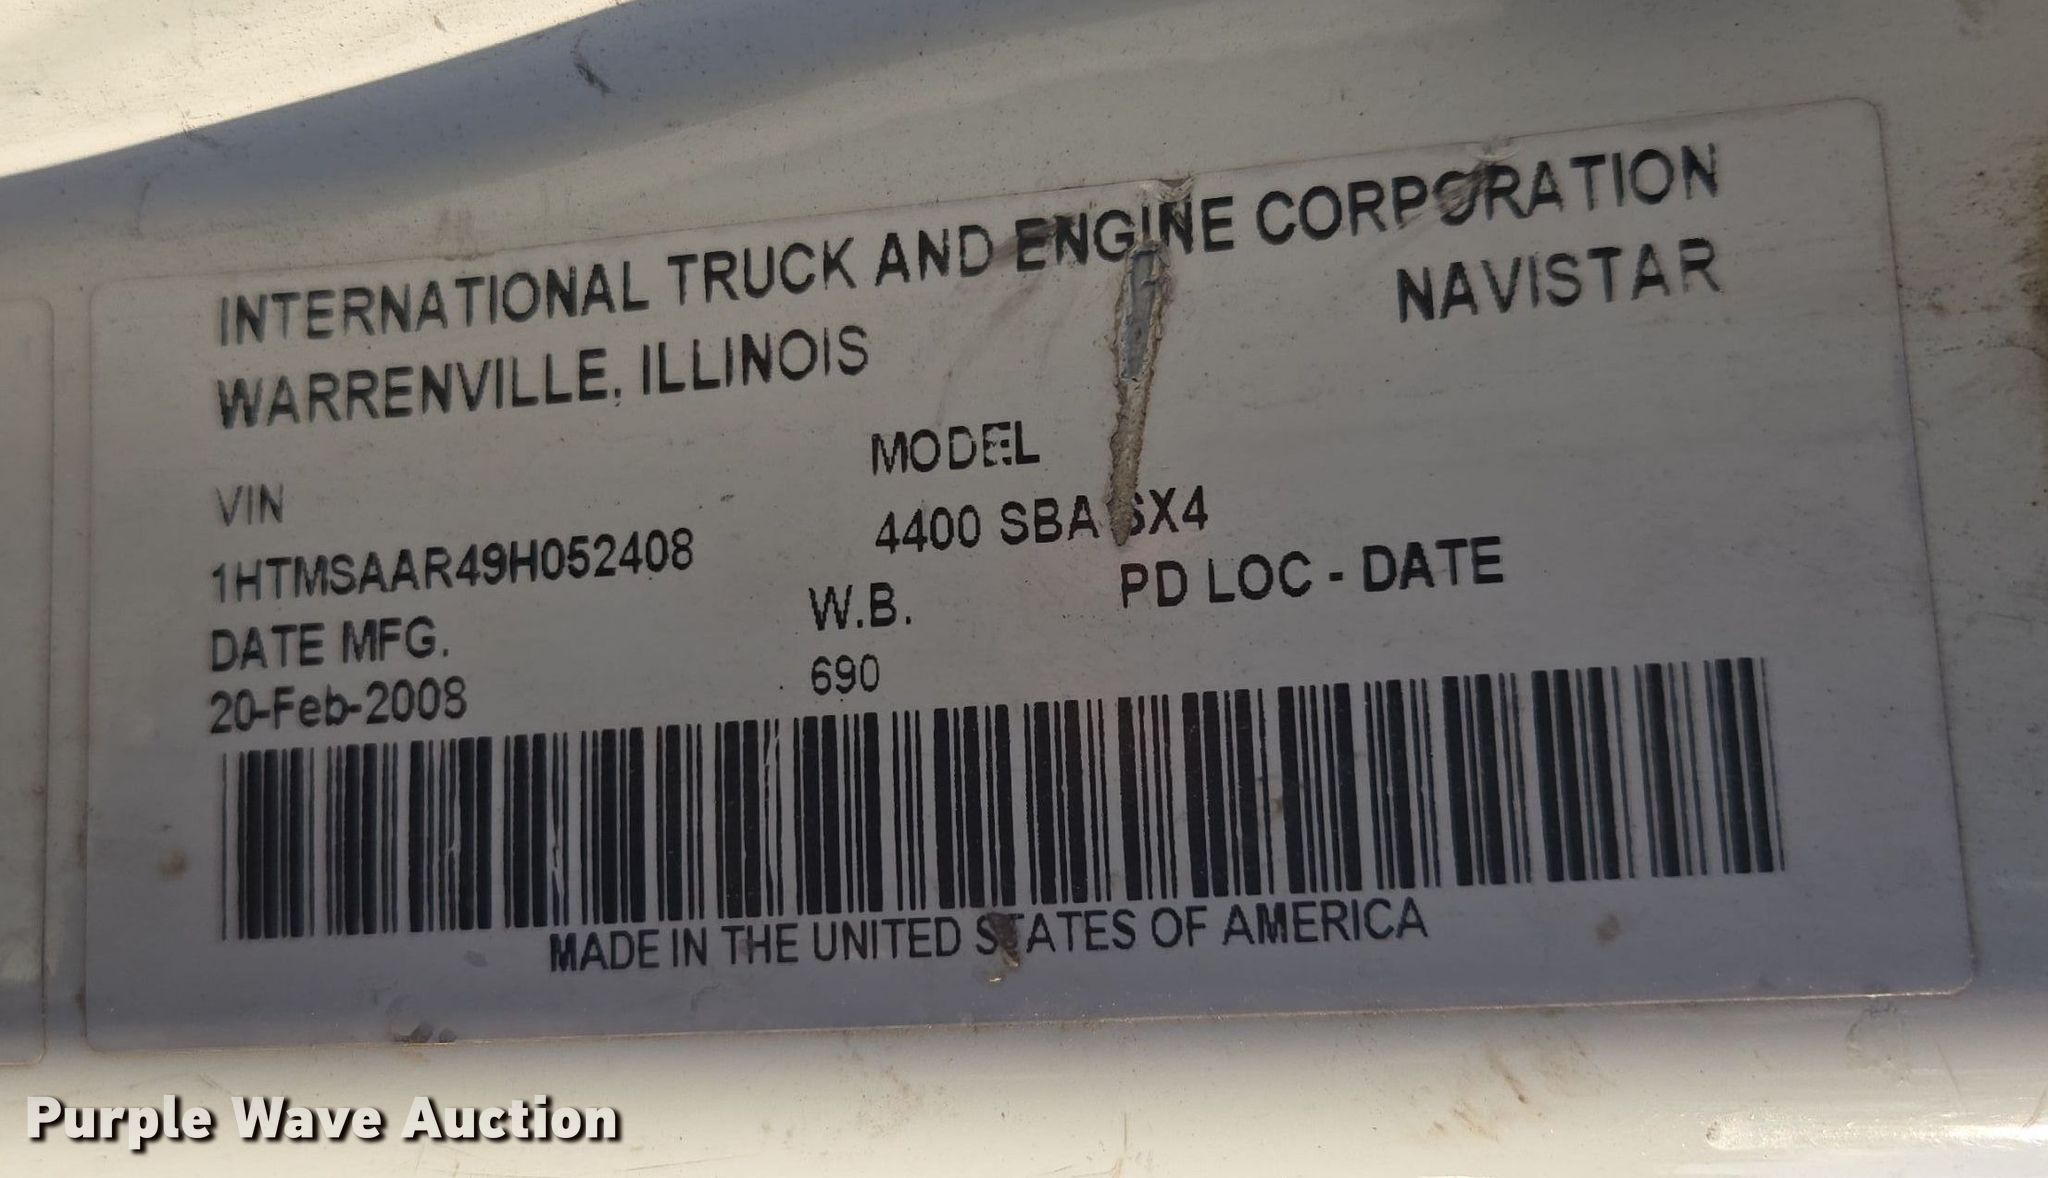 INTERNATIONAL TRUCK AND ENGINE CORPORATION
WARRENVILLE, ILLINOIS
NAVISTAR
VIN
MODEL
1HTMSAAR49H052408
4400 SBA 6X4
DATE MFG.
W.B.
PD LOC - DATE
20-Feb-2008
690
MADE IN THE UNITED STATES OF AMERICA
Purple Wave Auction